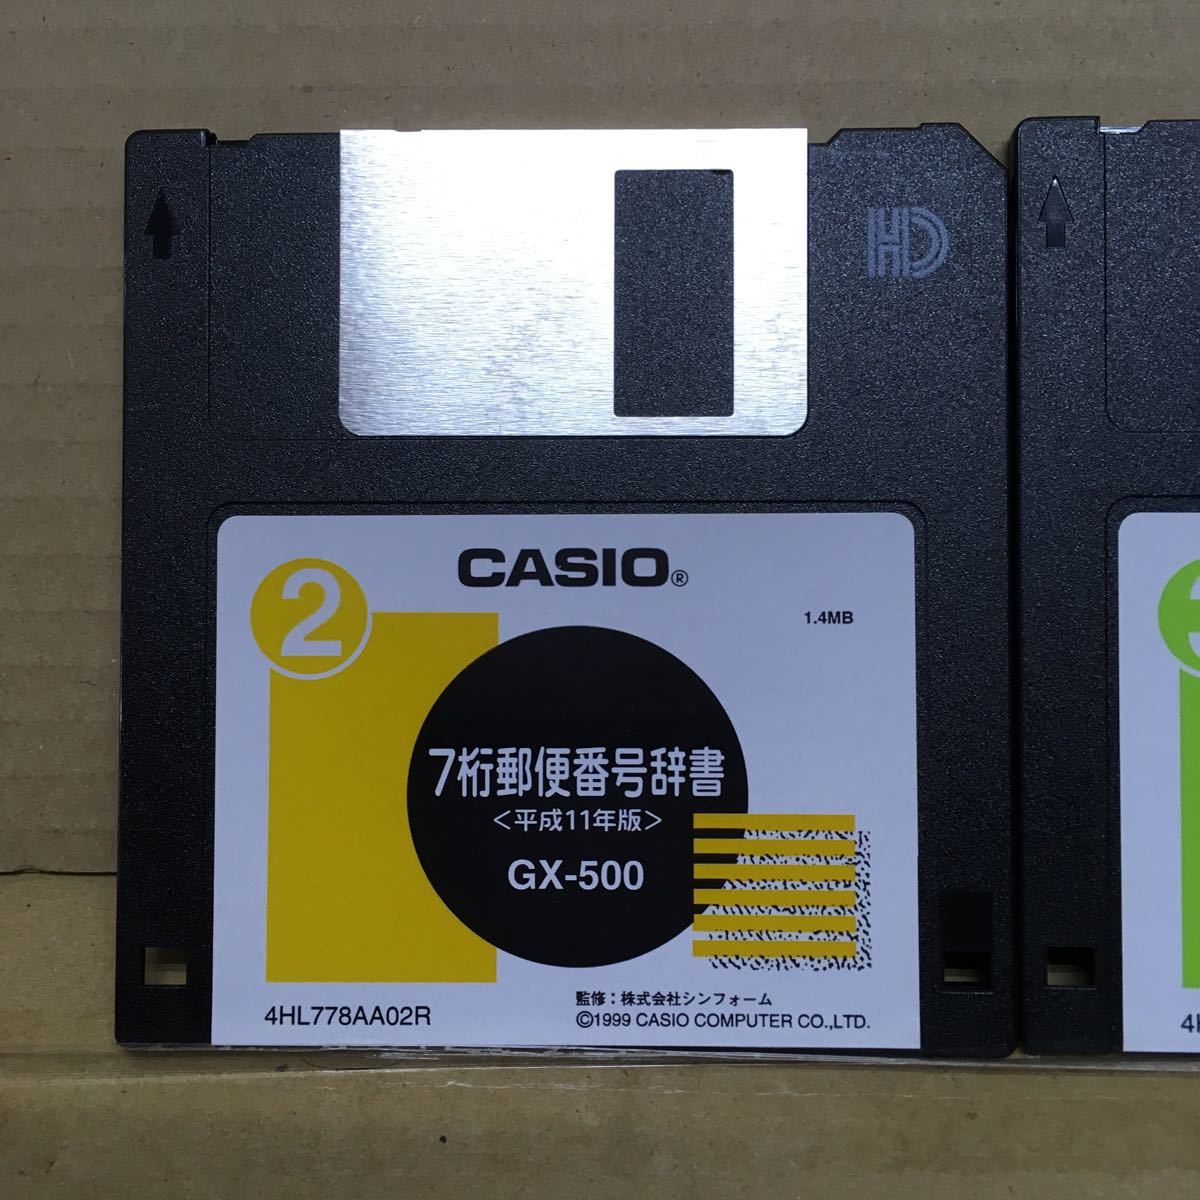 HD
2
CASIO®
1.4MB
7桁郵便番号辞書
<平成11年版>
GX-500
4HL778AA02R
監修：株式会社シンフォーム
©1999 CASIO COMPUTER CO.,LTD.